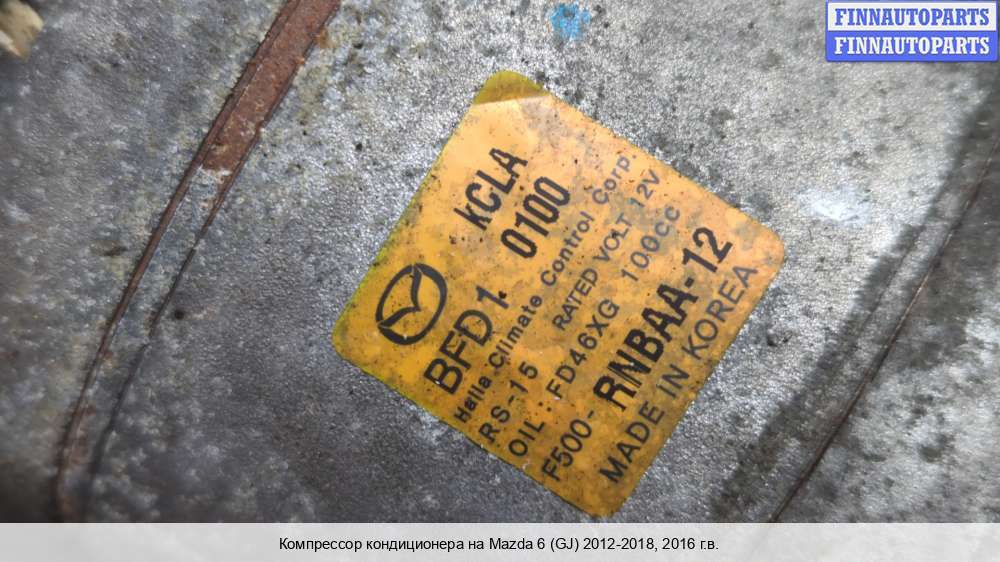 FINNAUTOPARTS
FINNAUTOPARTS
kCLA
BFD1 0100
Halla Climate Control Corp.
RS-15 RATED VOLT 12V
OIL FD46XG 100cc
F500-RNBAA-12
MADE IN KOREA
Компрессор кондиционера на Mazda 6 (GJ) 2012-2018, 2016 г.в.